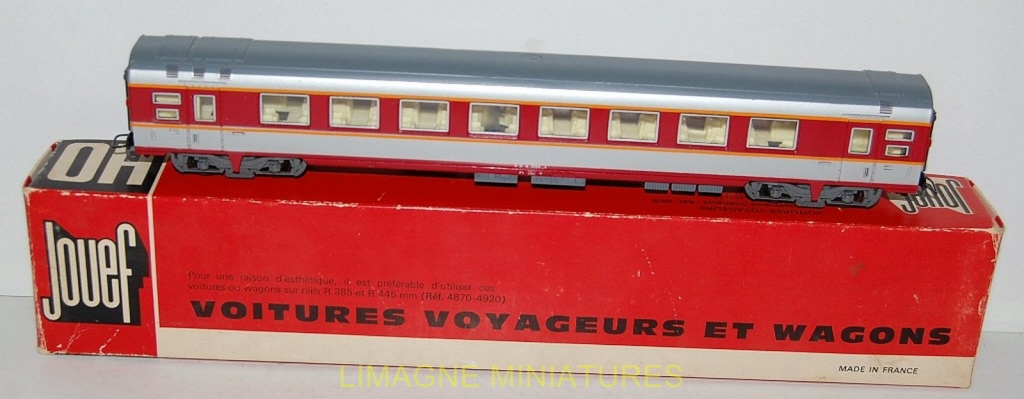 HO
Jouef
Jouef
Pour une raison d'esthétique, il est préférable d'utiliser ces
voitures ou wagons sur rails R 385 et R 445 mm (Réf. 4870-4920)
VOITURES VOYAGEURS ET WAGONS
MADE IN FRANCE
LIMAGNE MINIATURES